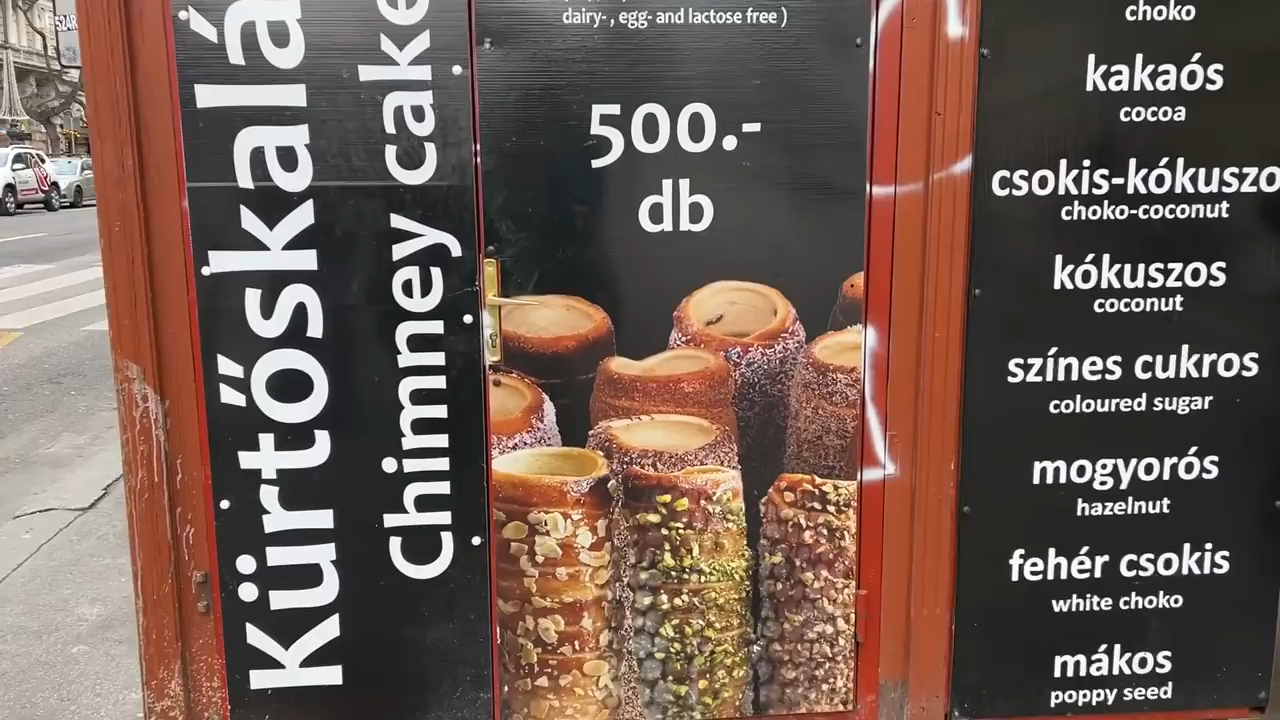 Kürtőskalá
Chimney cake
dairy-, egg- and lactose free )
500.-
db
choko
kakaós
cocoa
csokis-kókuszo
choko-coconut
kókuszos
coconut
színes cukros
coloured sugar
mogyorós
hazelnut
fehér csokis
white choko
mákos
poppy seed